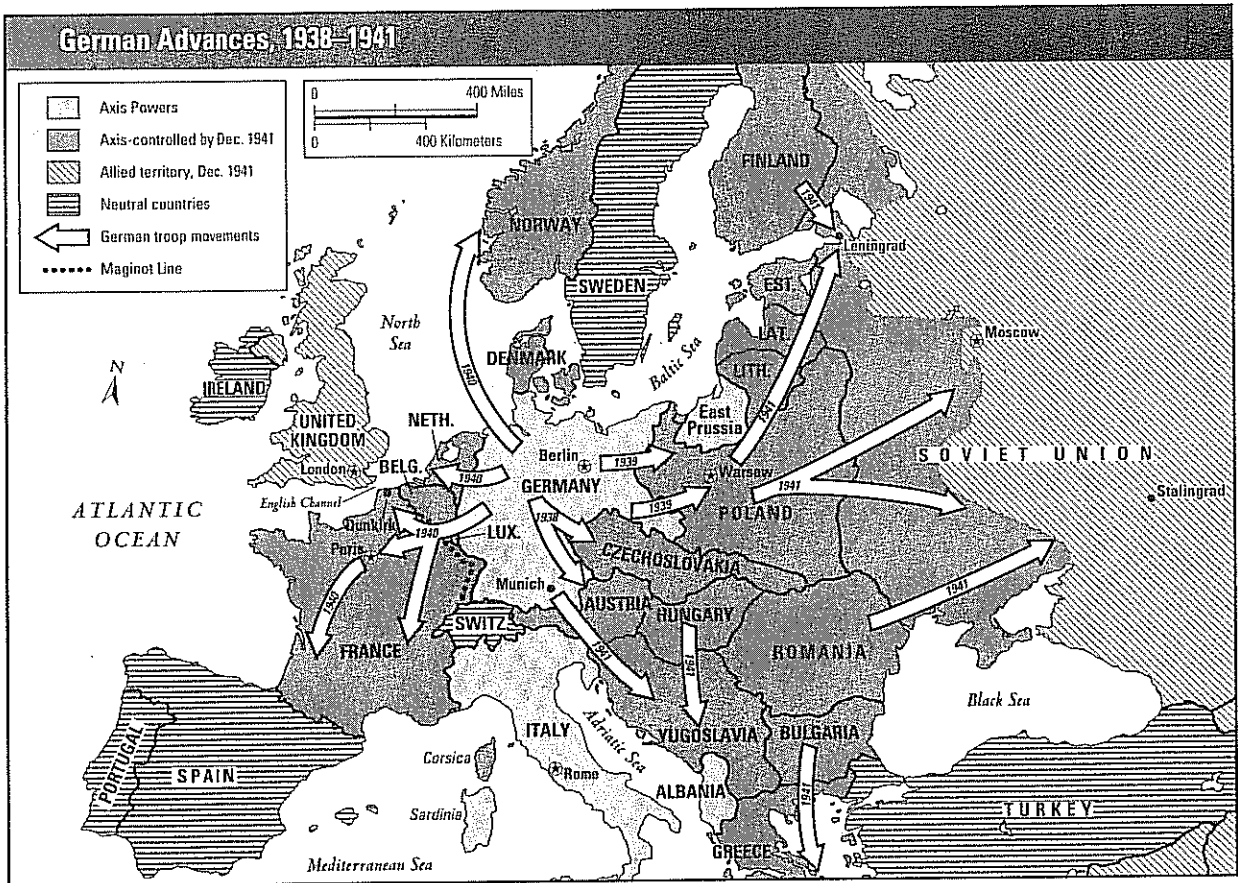 German Advances, 1938–1941
Axis Powers
Axis-controlled by Dec. 1941
Allied territory, Dec. 1941
Neutral countries
German troop movements
Maginot Line
0 400 Miles
0 400 Kilometers
N
FINLAND
1941
Leningrad
NORWAY
SWEDEN
EST.
North
Sea
Moscow
LAT.
DENMARK
Baltic Sea
LITH.
1940
IRELAND
NETH.
East
Prussia
1941
UNITED
KINGDOM
Berlin
1939
SOVIET UNION
London
BELG.
1940
Warsaw
GERMANY
1941
Stalingrad
English Channel
1939
POLAND
ATLANTIC
OCEAN
Dunkirk
1940
LUX.
1938
Paris
CZECHOSLOVAKIA
Munich
1941
1940
AUSTRIA
HUNGARY
SWITZ.
FRANCE
1941
1941
ROMANIA
Black Sea
ITALY
Adriatic Sea
YUGOSLAVIA
BULGARIA
PORTUGAL
SPAIN
Corsica
Rome
ALBANIA
1941
Sardinia
TURKEY
GREECE
Mediterranean Sea